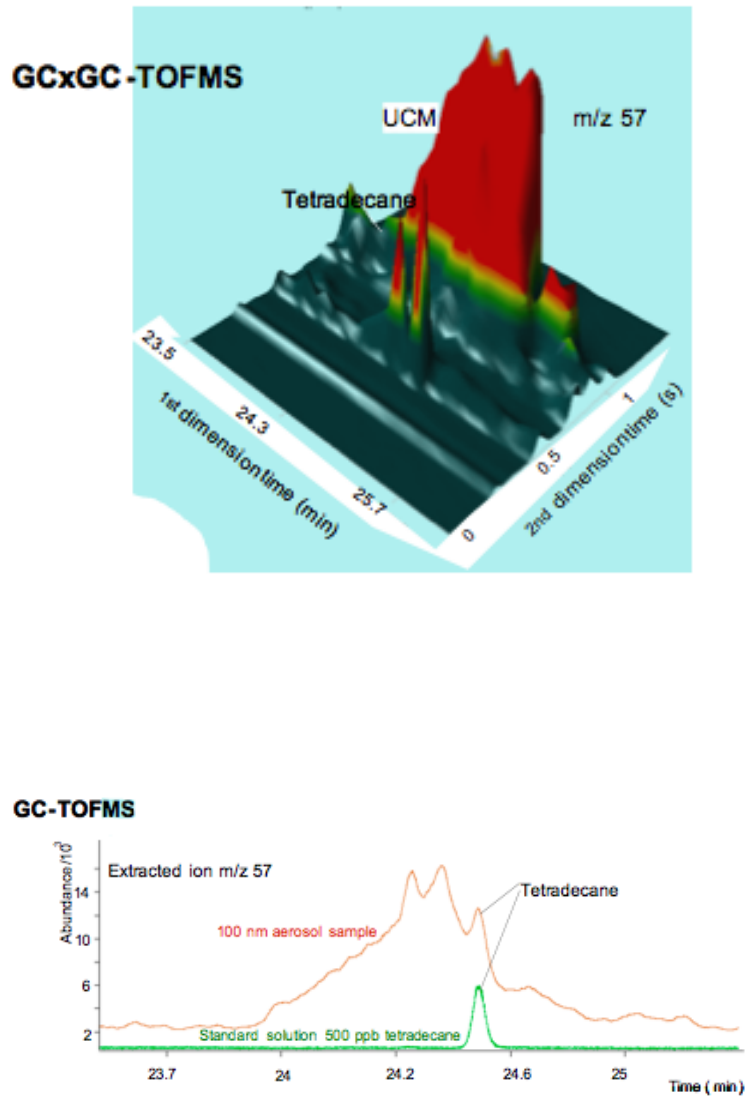 GCxGC-TOFMS
UCM
m/z 57
Tetradecane
23.5
24.3
25.7
1st dimension time (min)
0
0.5
1
2nd dimension time (s)
GC-TOFMS
Abundance/10³
Extracted ion m/z 57
14
10
6
2
100 nm aerosol sample
Tetradecane
Standard solution 500 ppb tetradecane
23.7
24
24.2
24.6
25
Time ( min)